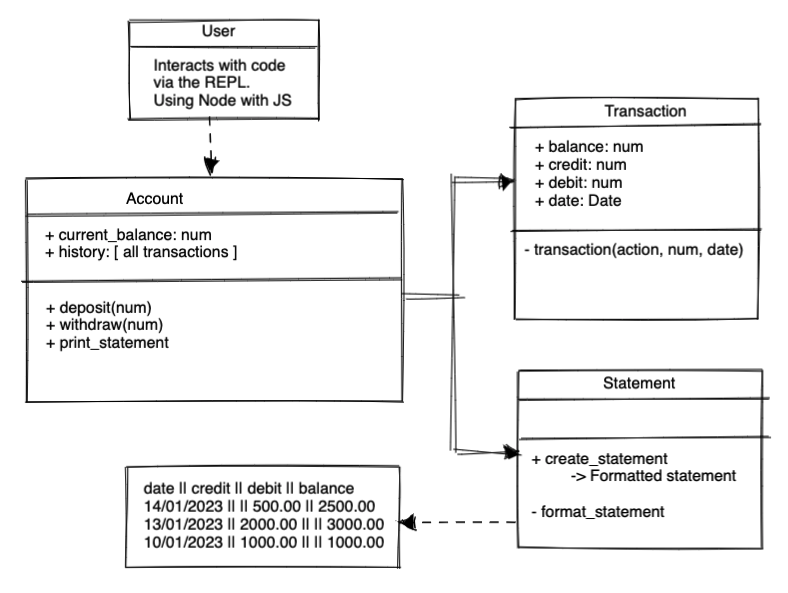 User
Interacts with code
via the REPL.
Using Node with JS
Account
+ current_balance: num
+ history: [ all transactions ]
+ deposit(num)
+ withdraw(num)
+ print_statement
Transaction
+ balance: num
+ credit: num
+ debit: num
+ date: Date
- transaction(action, num, date)
Statement
+ create_statement
-> Formatted statement
- format_statement
date || credit || debit || balance
14/01/2023 || || 500.00 || 2500.00
13/01/2023 || 2000.00 || || 3000.00
10/01/2023 || 1000.00 || || 1000.00